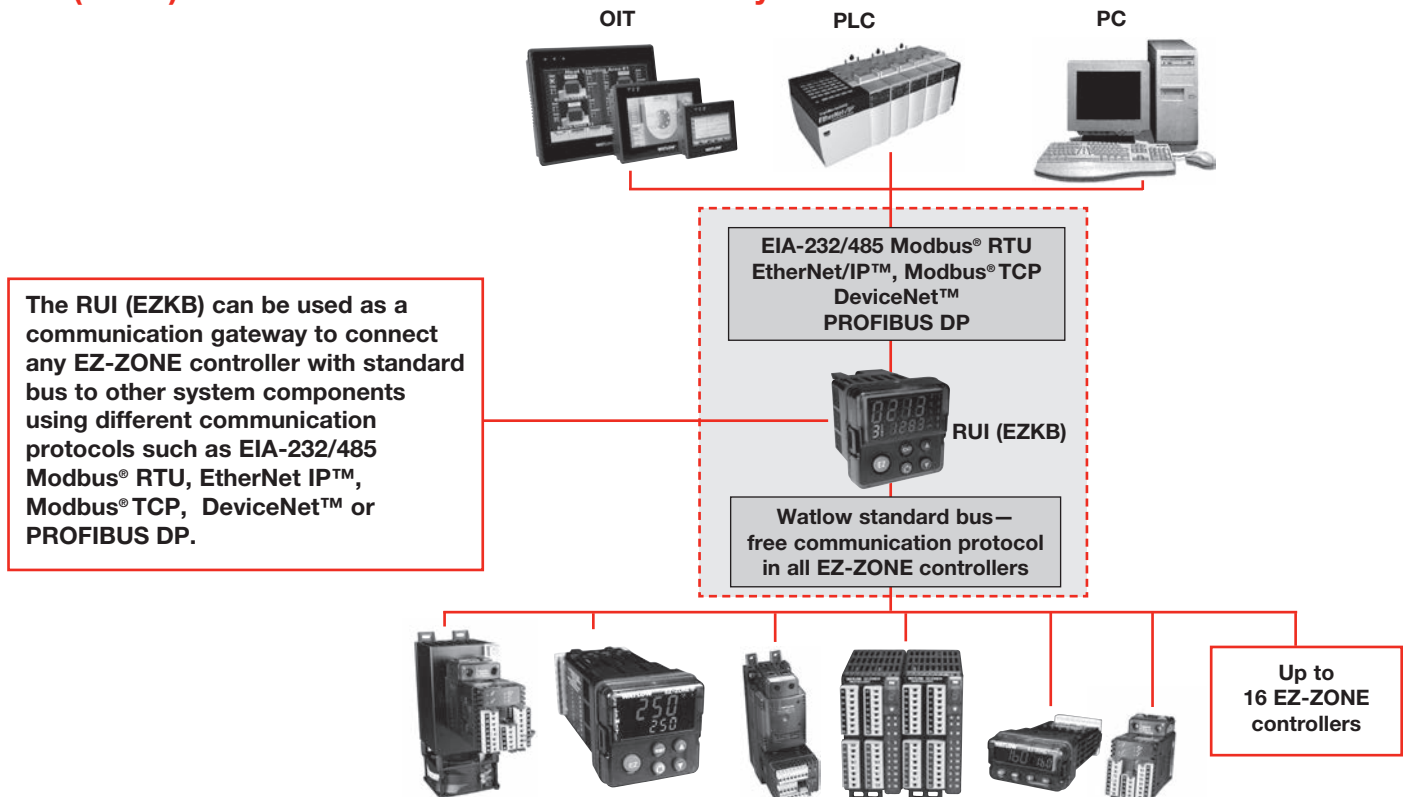 OIT
PLC
PC
EIA-232/485 Modbus® RTU
EtherNet/IP™, Modbus® TCP
DeviceNet™
PROFIBUS DP
The RUI (EZKB) can be used as a
communication gateway to connect
any EZ-ZONE controller with standard
bus to other system components
using different communication
protocols such as EIA-232/485
Modbus® RTU, EtherNet IP™,
Modbus® TCP, DeviceNet™ or
PROFIBUS DP.
RUI (EZKB)
Watlow standard bus—
free communication protocol
in all EZ-ZONE controllers
250
250
EZ
Up to
16 EZ-ZONE
controllers